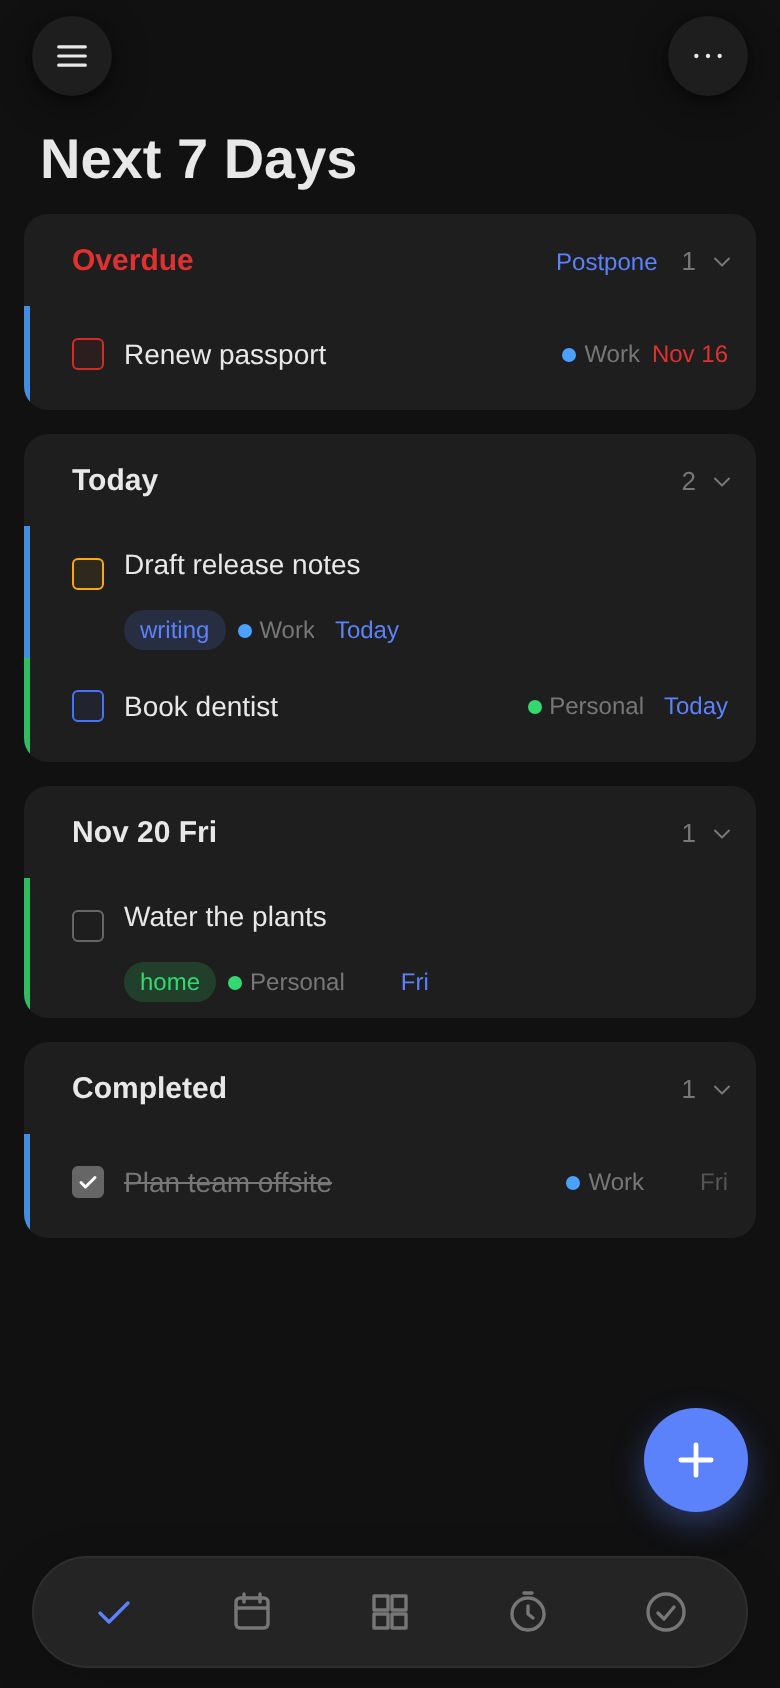 Next 7 Days
Overdue Postpone 1
Renew passport Work Nov 16
Today 2
Draft release notes
writing Work Today
Book dentist Personal Today
Nov 20 Fri 1
Water the plants
home Personal Fri
Completed 1
Plan team offsite Work Fri